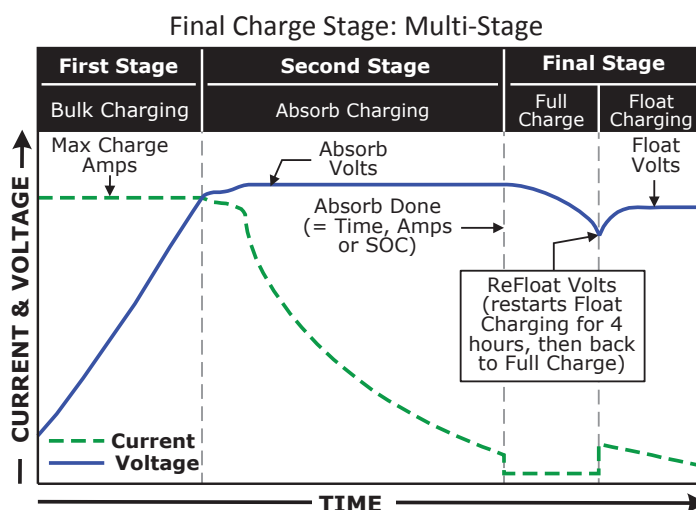 Final Charge Stage: Multi-Stage
First Stage
Second Stage
Final Stage
Bulk Charging
Absorb Charging
Full
Charge
Float
Charging
Max Charge
Amps
Absorb
Volts
Float
Volts
Absorb Done
(= Time, Amps
or SOC)
ReFloat Volts
(restarts Float
Charging for 4
hours, then back
to Full Charge)
CURRENT & VOLTAGE
Current
Voltage
TIME